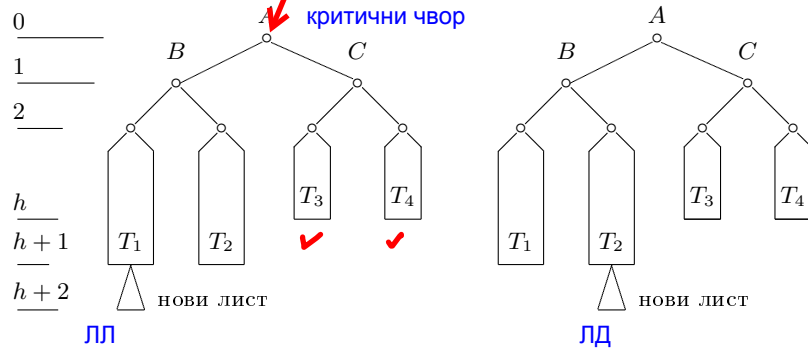 0 A критични чвор A
B C B C
1
2
h T₃ T₄ T₃ T₄
h + 1 T₁ T₂ T₁ T₂
h + 2 нови лист нови лист
ЛЛ ЛД